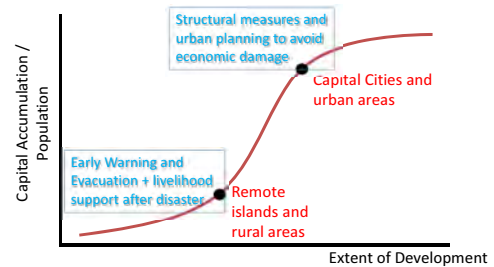 Structural measures and
urban planning to avoid
economic damage
Capital Cities and
urban areas
Capital Accumulation /
Population
Early Warning and
Evacuation + livelihood
support after disaster
Remote
islands and
rural areas
Extent of Development